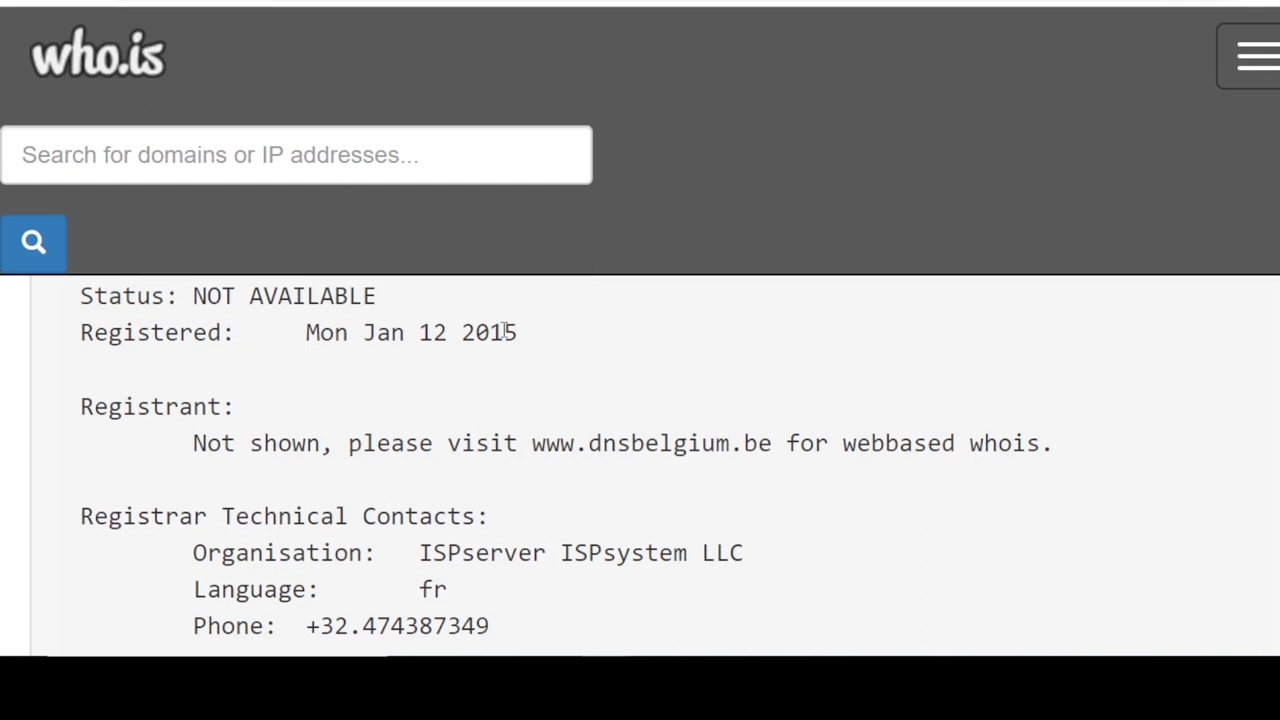 who.is
Search for domains or IP addresses...
Status: NOT AVAILABLE
Registered: Mon Jan 12 2015
Registrant:
Not shown, please visit www.dnsbelgium.be for webbased whois.
Registrar Technical Contacts:
Organisation: ISPserver ISPsystem LLC
Language: fr
Phone: +32.474387349